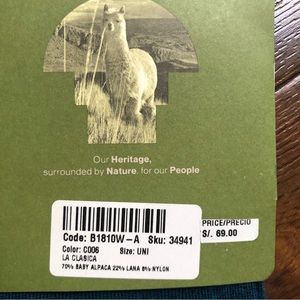 Our Heritage,
surrounded by Nature, for our People
PRICE/PRECIO
S/. 69.00
Code: B1810W-A Sku: 34941
Color: C006 Size: UNI
LA CLASICA
70% BABY ALPACA 22% LANA 8% NYLON